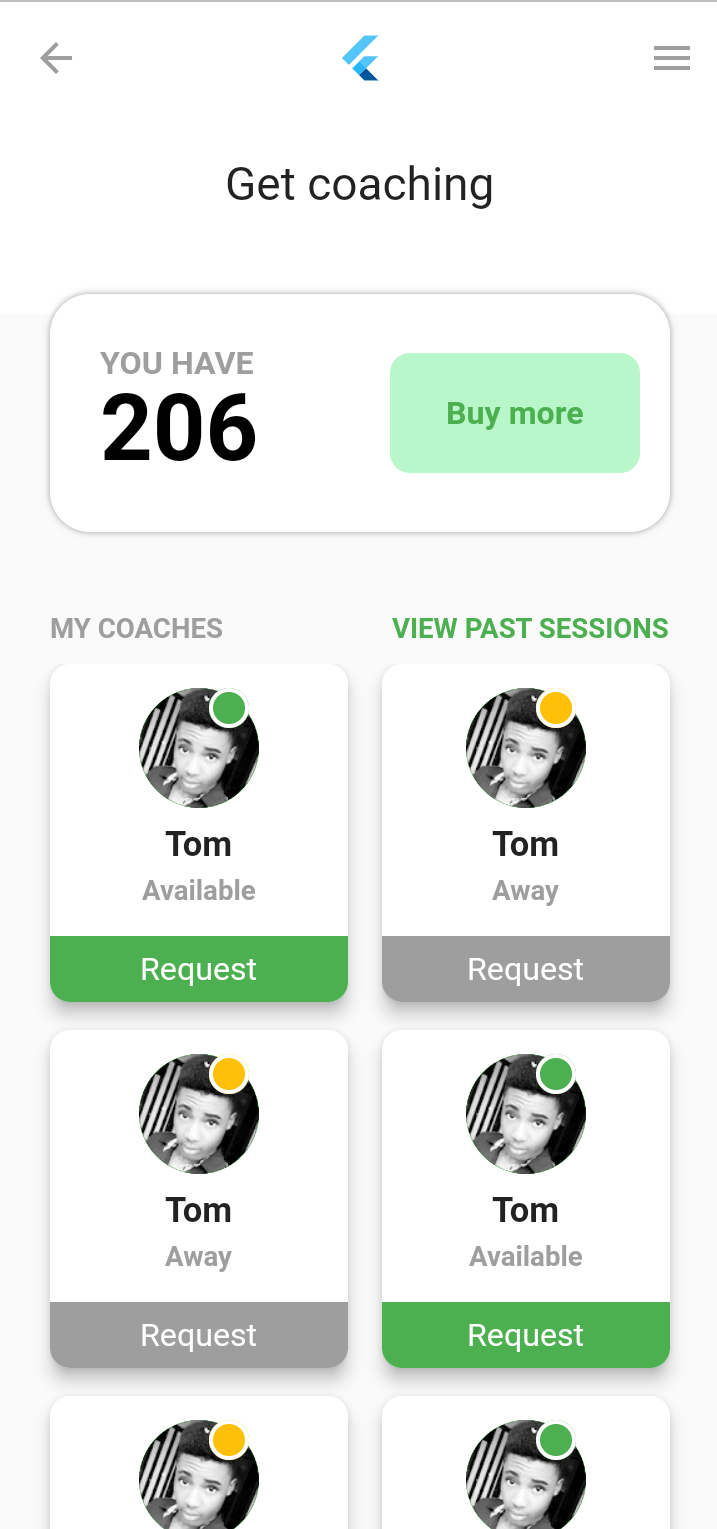 Get coaching
YOU HAVE
206
Buy more
MY COACHES
VIEW PAST SESSIONS
Tom
Available
Request
Tom
Away
Request
Tom
Away
Request
Tom
Available
Request